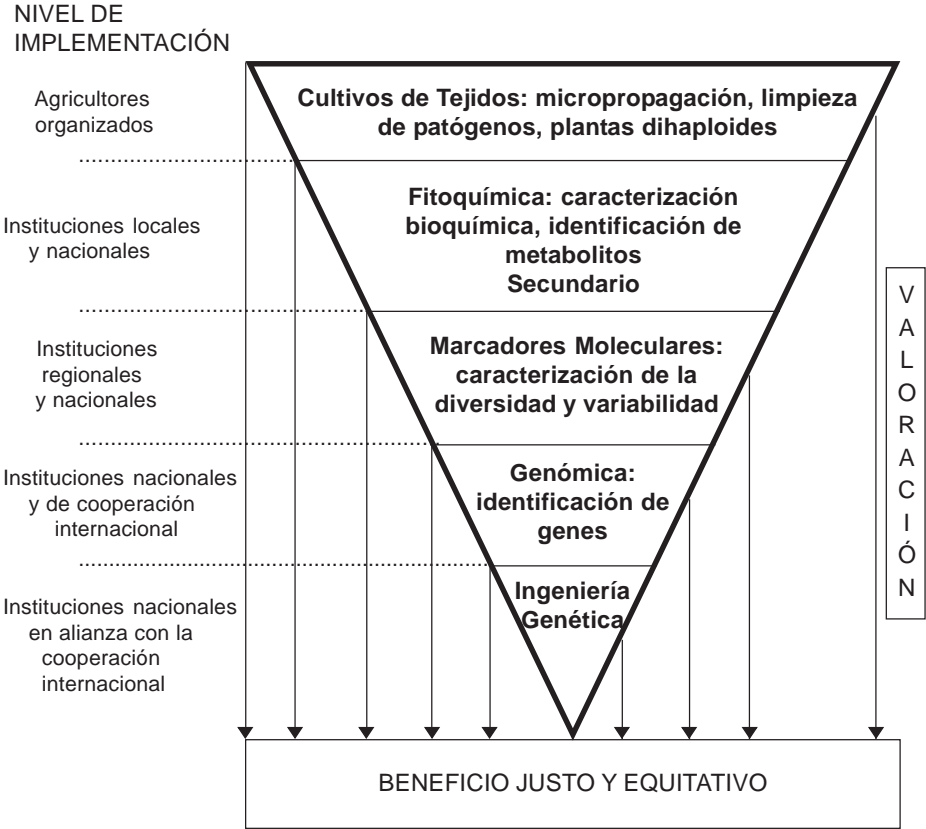 NIVEL DE
IMPLEMENTACIÓN
Agricultores
organizados
Cultivos de Tejidos: micropropagación, limpieza
de patógenos, plantas dihaploides
Instituciones locales
y nacionales
Fitoquímica: caracterización
bioquímica, identificación de
metabolitos
Secundario
Instituciones
regionales
y nacionales
Marcadores Moleculares:
caracterización de la
diversidad y variabilidad
Instituciones nacionales
y de cooperación
internacional
Genómica:
identificación de
genes
Instituciones nacionales
en alianza con la
cooperación
internacional
Ingeniería
Genética
VALORACIÓN
BENEFICIO JUSTO Y EQUITATIVO